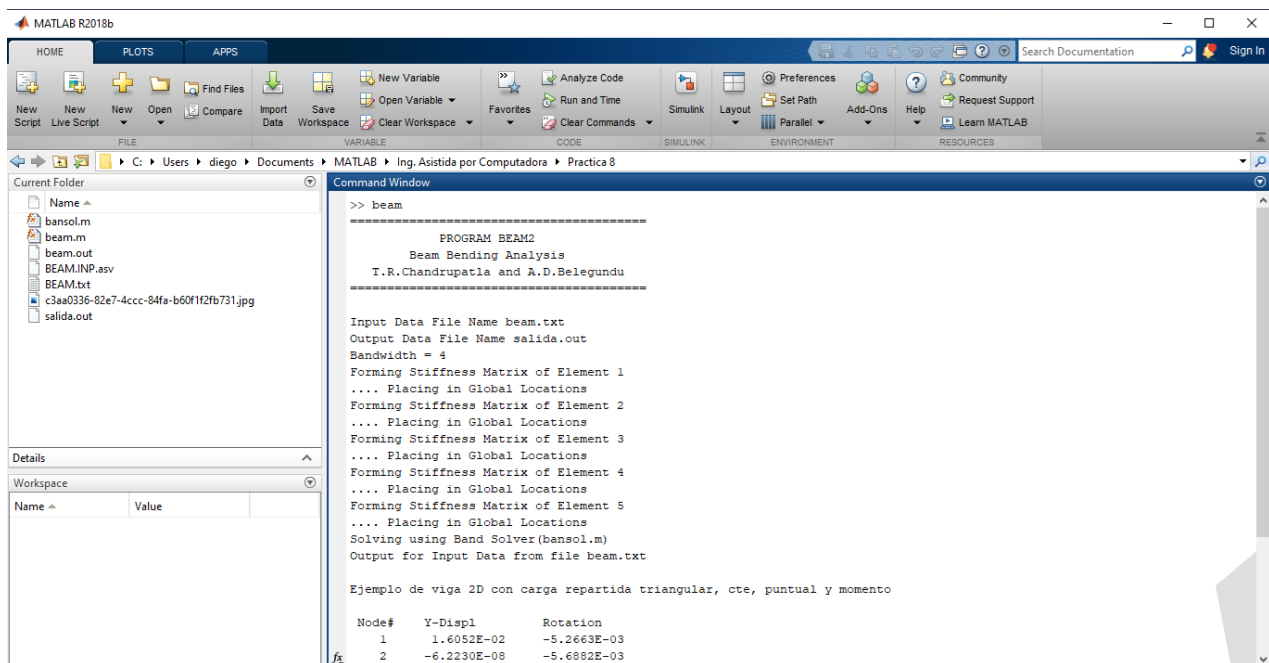 MATLAB R2018b
HOME PLOTS APPS Search Documentation Sign In
New Script New Live Script New Open Find Files Compare Import Data Save Workspace New Variable Open Variable Clear Workspace Favorites Analyze Code Run and Time Clear Commands Simulink Layout Preferences Set Path Parallel Add-Ons Help Community Request Support Learn MATLAB
FILE VARIABLE CODE SIMULINK ENVIRONMENT RESOURCES
C: Users diego Documents MATLAB Ing. Asistida por Computadora Practica 8
Current Folder
Name
bansol.m
beam.m
beam.out
BEAM.INP.asv
BEAM.txt
c3aa0336-82e7-4ccc-84fa-b60f1f2fb731.jpg
salida.out
Details
Workspace
Name Value
Command Window
>> beam
========================================
PROGRAM BEAM2
Beam Bending Analysis
T.R.Chandrupatla and A.D.Belegundu
========================================
Input Data File Name beam.txt
Output Data File Name salida.out
Bandwidth = 4
Forming Stiffness Matrix of Element 1
.... Placing in Global Locations
Forming Stiffness Matrix of Element 2
.... Placing in Global Locations
Forming Stiffness Matrix of Element 3
.... Placing in Global Locations
Forming Stiffness Matrix of Element 4
.... Placing in Global Locations
Forming Stiffness Matrix of Element 5
.... Placing in Global Locations
Solving using Band Solver(bansol.m)
Output for Input Data from file beam.txt
Ejemplo de viga 2D con carga repartida triangular, cte, puntual y momento
Node# Y-Displ Rotation
1 1.6052E-02 -5.2663E-03
fx 2 -6.2230E-08 -5.6882E-03